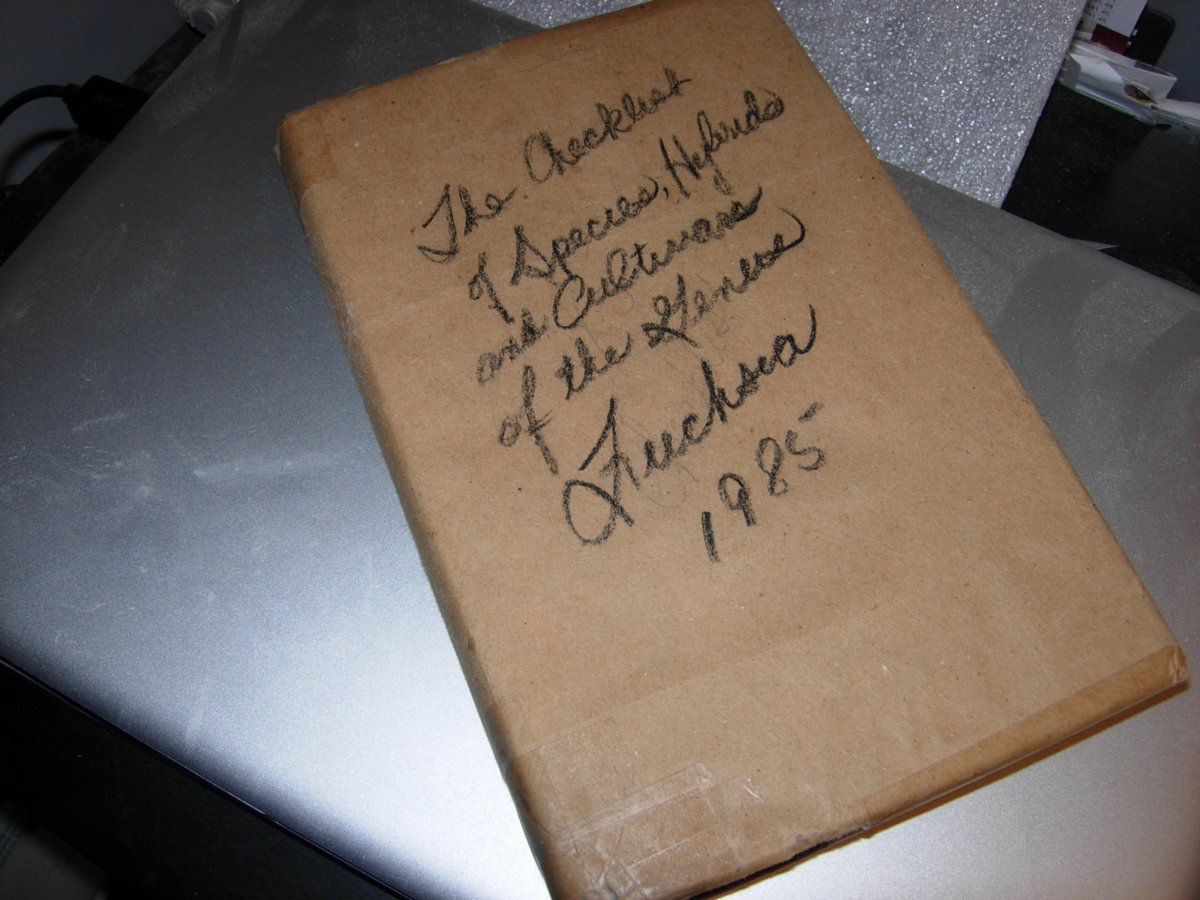 The Checklist
of Species, Hybrids
and Cultivars
of the Genus
Fuchsia
1985